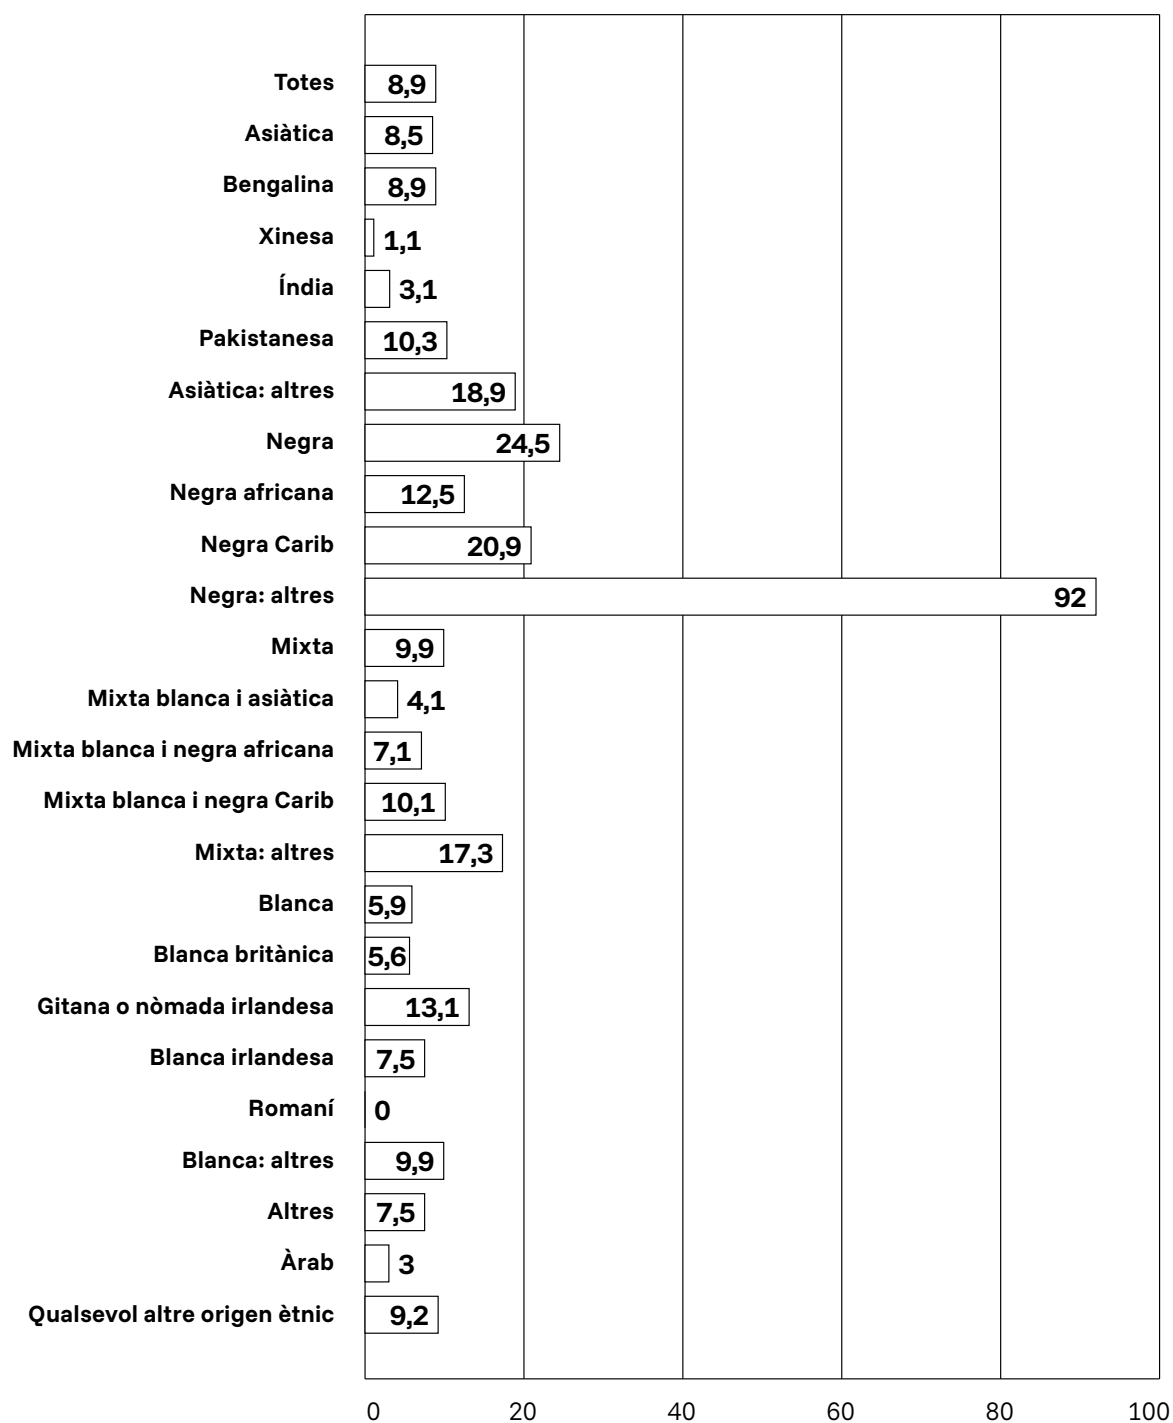 Totes 8,9
Asiàtica 8,5
Bengalina 8,9
Xinesa 1,1
Índia 3,1
Pakistanesa 10,3
Asiàtica: altres 18,9
Negra 24,5
Negra africana 12,5
Negra Carib 20,9
Negra: altres 92
Mixta 9,9
Mixta blanca i asiàtica 4,1
Mixta blanca i negra africana 7,1
Mixta blanca i negra Carib 10,1
Mixta: altres 17,3
Blanca 5,9
Blanca britànica 5,6
Gitana o nòmada irlandesa 13,1
Blanca irlandesa 7,5
Romaní 0
Blanca: altres 9,9
Altres 7,5
Àrab 3
Qualsevol altre origen ètnic 9,2
0 20 40 60 80 100